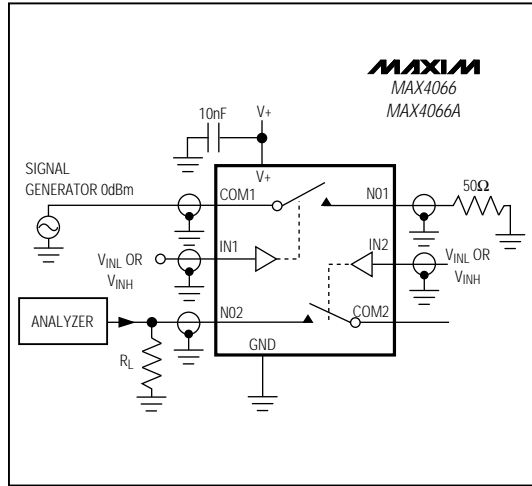 MAXIM
MAX4066
MAX4066A
10nF
V+
V+
SIGNAL
GENERATOR 0dBm
COM1
N01
50Ω
IN1
IN2
VINL OR
VINH
VINL OR
VINH
ANALYZER
N02
COM2
RL
GND